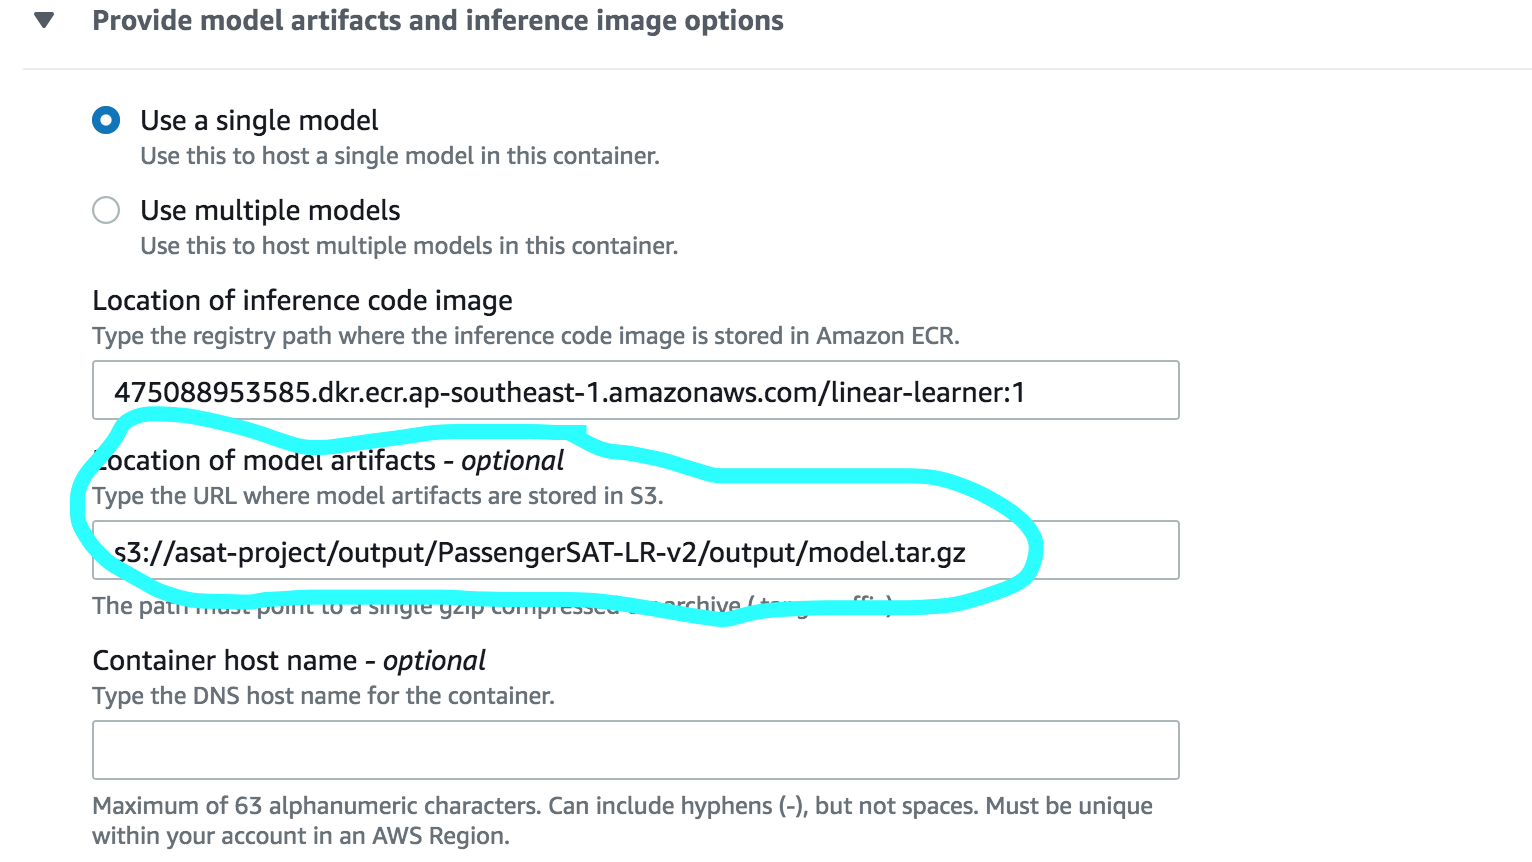 Provide model artifacts and inference image options
Use a single model
Use this to host a single model in this container.
Use multiple models
Use this to host multiple models in this container.
Location of inference code image
Type the registry path where the inference code image is stored in Amazon ECR.
475088953585.dkr.ecr.ap-southeast-1.amazonaws.com/linear-learner:1
Location of model artifacts - optional
Type the URL where model artifacts are stored in S3.
s3://asat-project/output/PassengerSAT-LR-v2/output/model.tar.gz
The path must point to a single gzip compressed archive
Container host name - optional
Type the DNS host name for the container.
Maximum of 63 alphanumeric characters. Can include hyphens (-), but not spaces. Must be unique
within your account in an AWS Region.